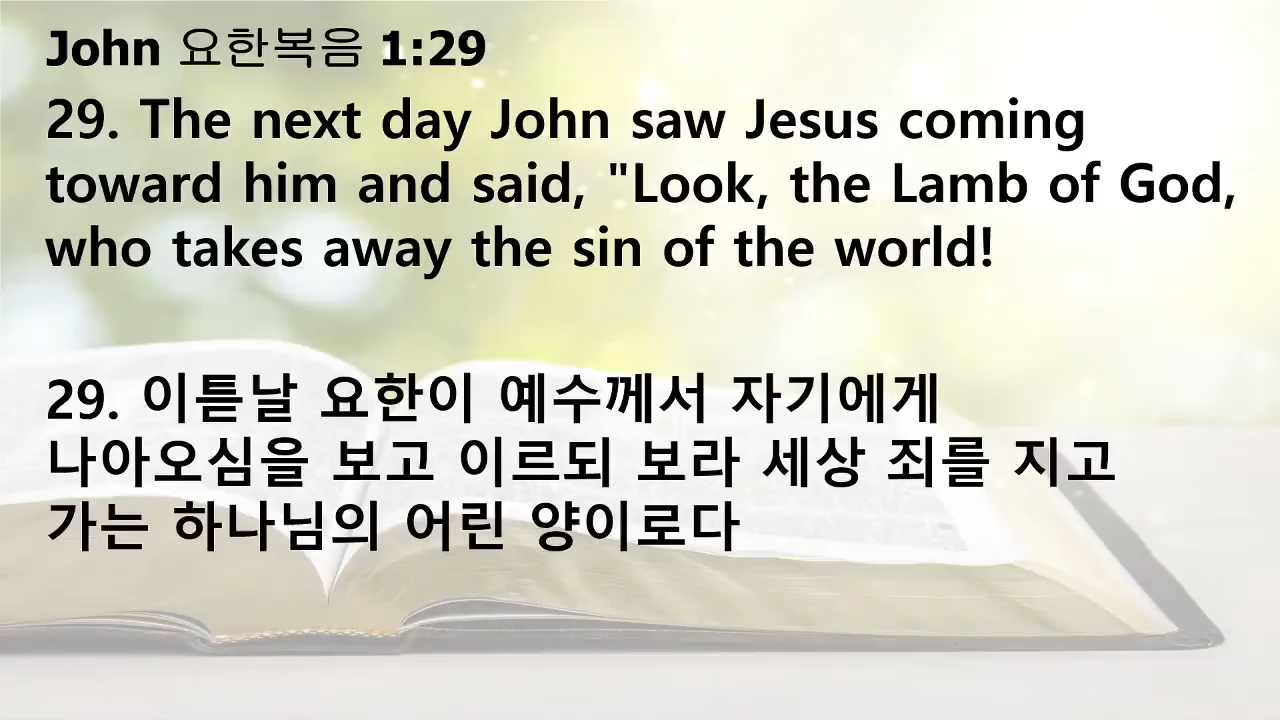 John 요한복음 1:29
29. The next day John saw Jesus coming
toward him and said, "Look, the Lamb of God,
who takes away the sin of the world!
29. 이튿날 요한이 예수께서 자기에게
나아오심을 보고 이르되 보라 세상 죄를 지고
가는 하나님의 어린 양이로다